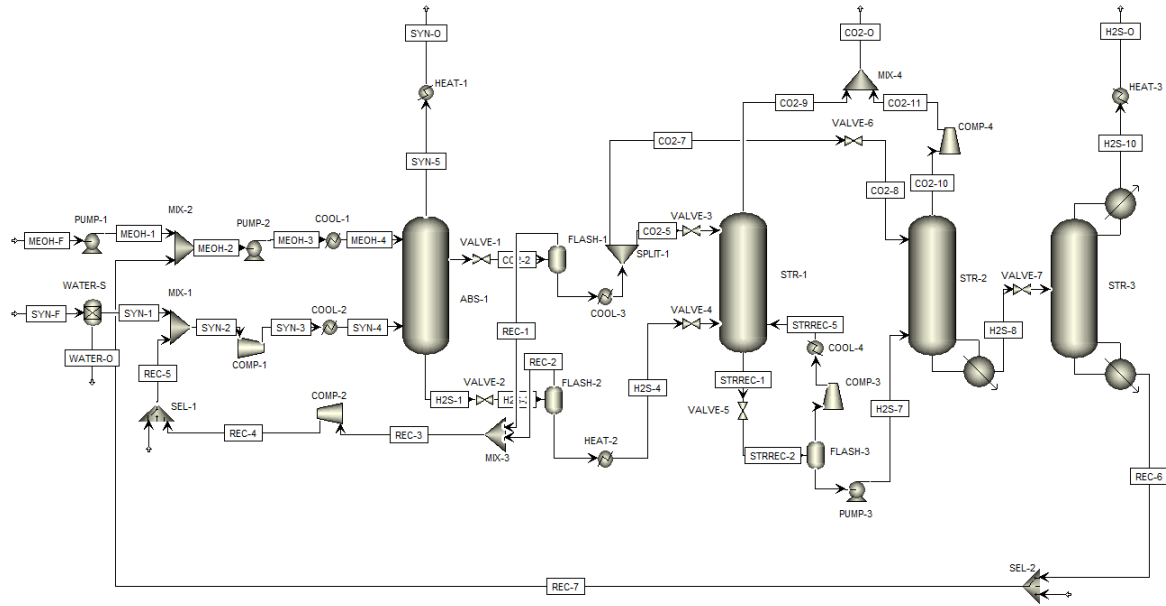 SYN-O
CO2-O
H2S-O
HEAT-1
MIX-4
HEAT-3
CO2-9
CO2-11
COMP-4
VALVE-6
CO2-7
H2S-10
SYN-5
CO2-10
CO2-8
MIX-2
PUMP-1
MEOH-F
MEOH-1
MEOH-2
PUMP-2
MEOH-3
COOL-1
MEOH-4
VALVE-1
FLASH-1
CO2-5
VALVE-3
SPLIT-1
COOL-3
STR-1
STR-2
VALVE-7
STR-3
WATER-S
MIX-1
SYN-F
SYN-1
SYN-2
SYN-3
COOL-2
SYN-4
COMP-1
ABS-1
REC-1
VALVE-4
STRREC-5
H2S-8
WATER-O
REC-5
COOL-4
REC-2
STRREC-1
COMP-3
H2S-1
VALVE-2
FLASH-2
H2S-4
H2S-7
SEL-1
COMP-2
VALVE-5
REC-4
REC-3
MIX-3
HEAT-2
STRREC-2
FLASH-3
PUMP-3
REC-6
SEL-2
REC-7